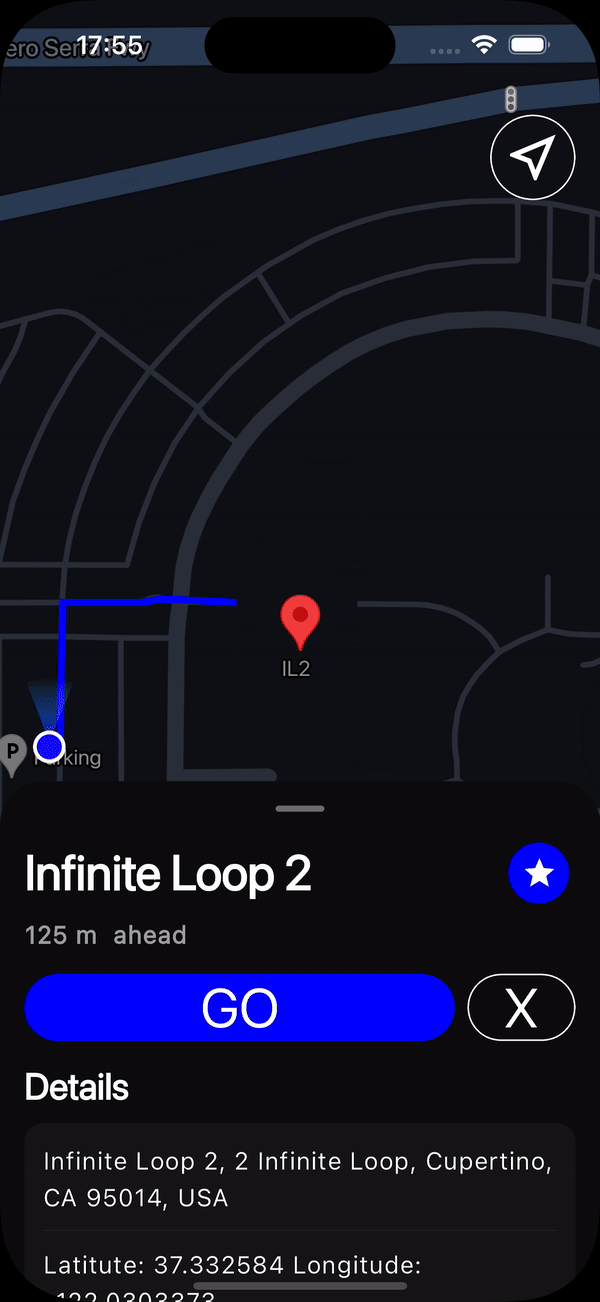 17:55
IL2
P
Infinite Loop 2
125 m ahead
GO
X
Details
Infinite Loop 2, 2 Infinite Loop, Cupertino,
CA 95014, USA
Latitute: 37.332584 Longitude: